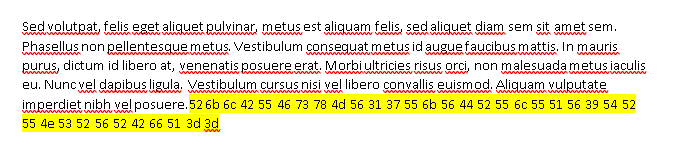 Sed volutpat, felis eget aliquet pulvinar, metus est aliquam felis, sed aliquet diam sem sit amet sem.
Phasellus non pellentesque metus. Vestibulum consequat metus id augue faucibus mattis. In mauris
purus, dictum id libero at, venenatis posuere erat. Morbi ultricies risus orci, non malesuada metus iaculis
eu. Nunc vel dapibus ligula. Vestibulum cursus nisi vel libero convallis euismod. Aliquam vulputate
imperdiet nibh vel posuere. 52 6b 6c 42 55 46 73 78 4d 56 31 37 55 6b 56 44 52 55 6c 55 51 56 39 54 52
55 4e 53 52 56 52 42 66 51 3d 3d